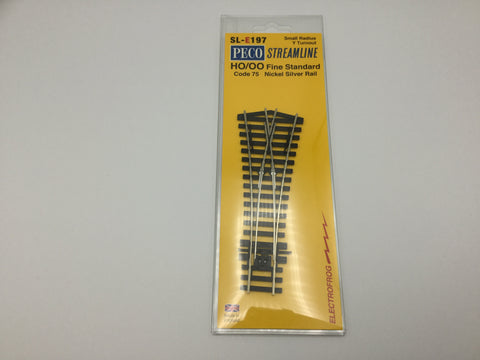 SL-E197
Small Radius
Y Turnout
PECO STREAMLINE
HO/OO Fine Standard
Code 75 Nickel Silver Rail
ELECTROFROG